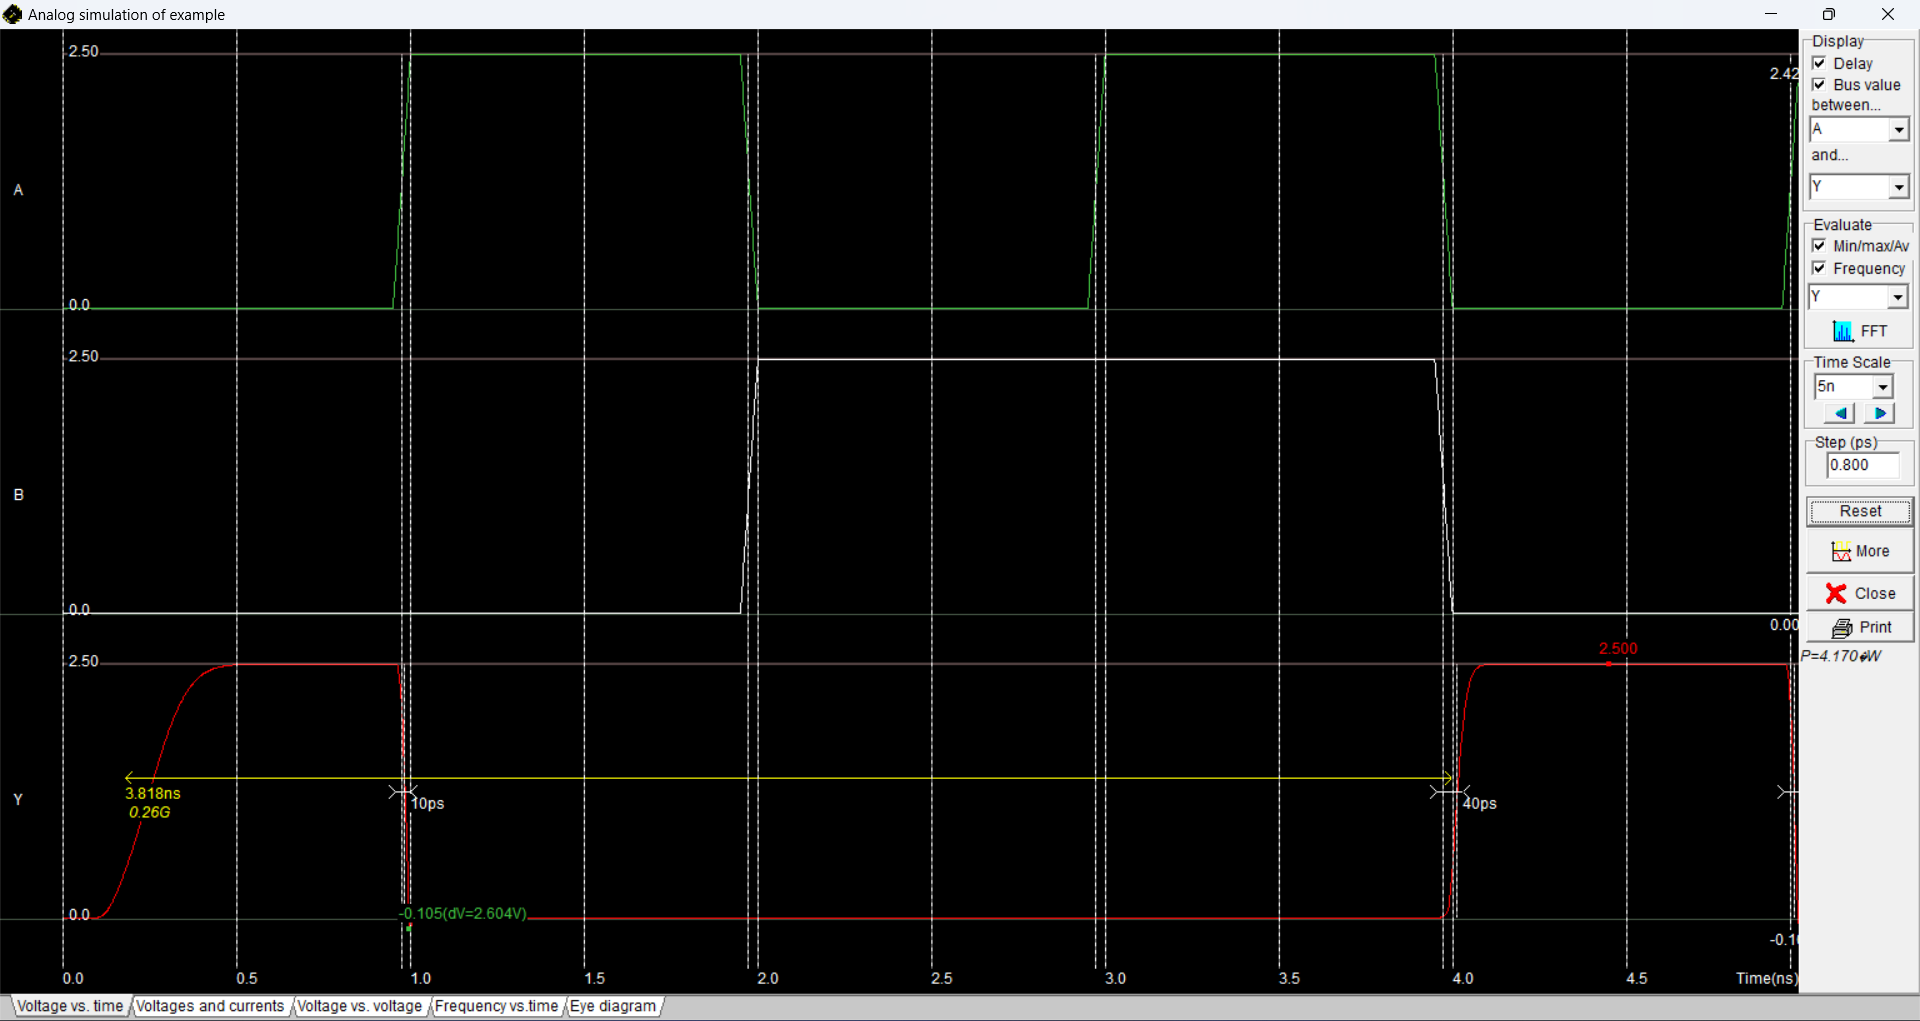 Analog simulation of example
2.50
2.42
A
0.0
2.50
B
0.0
0.00
2.50
2.500
Y
3.818ns
0.26G
10ps
40ps
0.0
-0.105(dV=2.604V)
-0.10
0.0 0.5 1.0 1.5 2.0 2.5 3.0 3.5 4.0 4.5 Time(ns)
Voltage vs. time Voltages and currents Voltage vs. voltage Frequency vs.time Eye diagram
Display
Delay
Bus value
between...
A
and...
Y
Evaluate
Min/max/Av
Frequency
Y
FFT
Time Scale
5n
Step (ps)
0.800
Reset
More
Close
Print
P=4.170�W